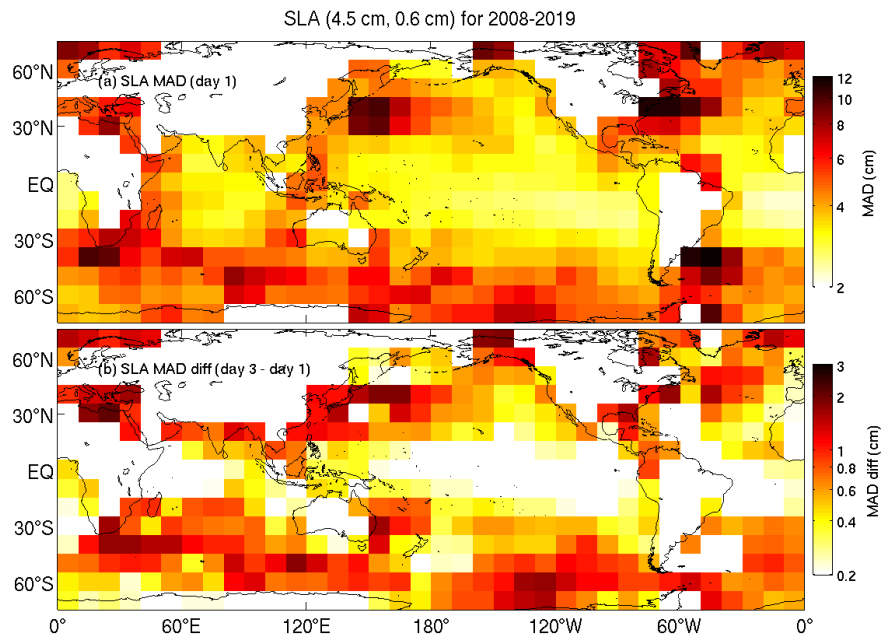 SLA (4.5 cm, 0.6 cm) for 2008-2019
(a) SLA MAD (day 1)
60°N
30°N
EQ
30°S
60°S
12
10
8
6
4
2
MAD (cm)
(b) SLA MAD diff (day 3 - day 1)
60°N
30°N
EQ
30°S
60°S
3
2
1
0.8
0.6
0.4
0.2
MAD diff (cm)
0° 60°E 120°E 180° 120°W 60°W 0°